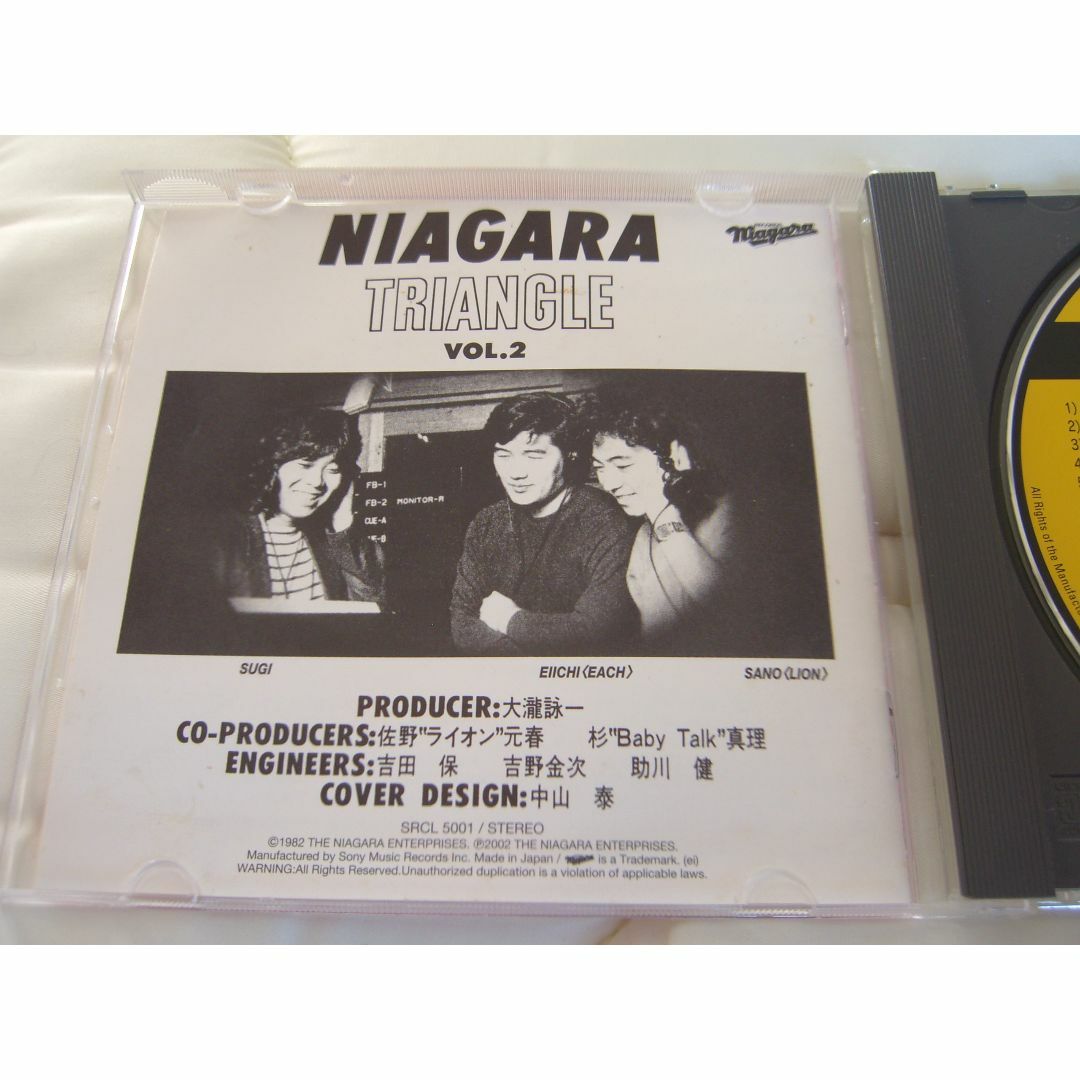 NIAGARA
Niagara
TRIANGLE
VOL.2
FB-1
FB-2 MONITOR-R
CUE-A
SUGI EIICHI〈EACH〉 SANO〈LION〉
PRODUCER:大瀧詠一
CO-PRODUCERS:佐野"ライオン"元春 杉"Baby Talk"真理
ENGINEERS:吉田 保 吉野金次 助川 健
COVER DESIGN:中山 泰
SRCL 5001 / STEREO
©1982 THE NIAGARA ENTERPRISES. ℗2002 THE NIAGARA ENTERPRISES.
Manufactured by Sony Music Records Inc. Made in Japan / Niagara is a Trademark. (ei)
WARNING:All Rights Reserved.Unauthorized duplication is a violation of applicable laws.
1)
2)
3)
4
All Rights of the Manufactu